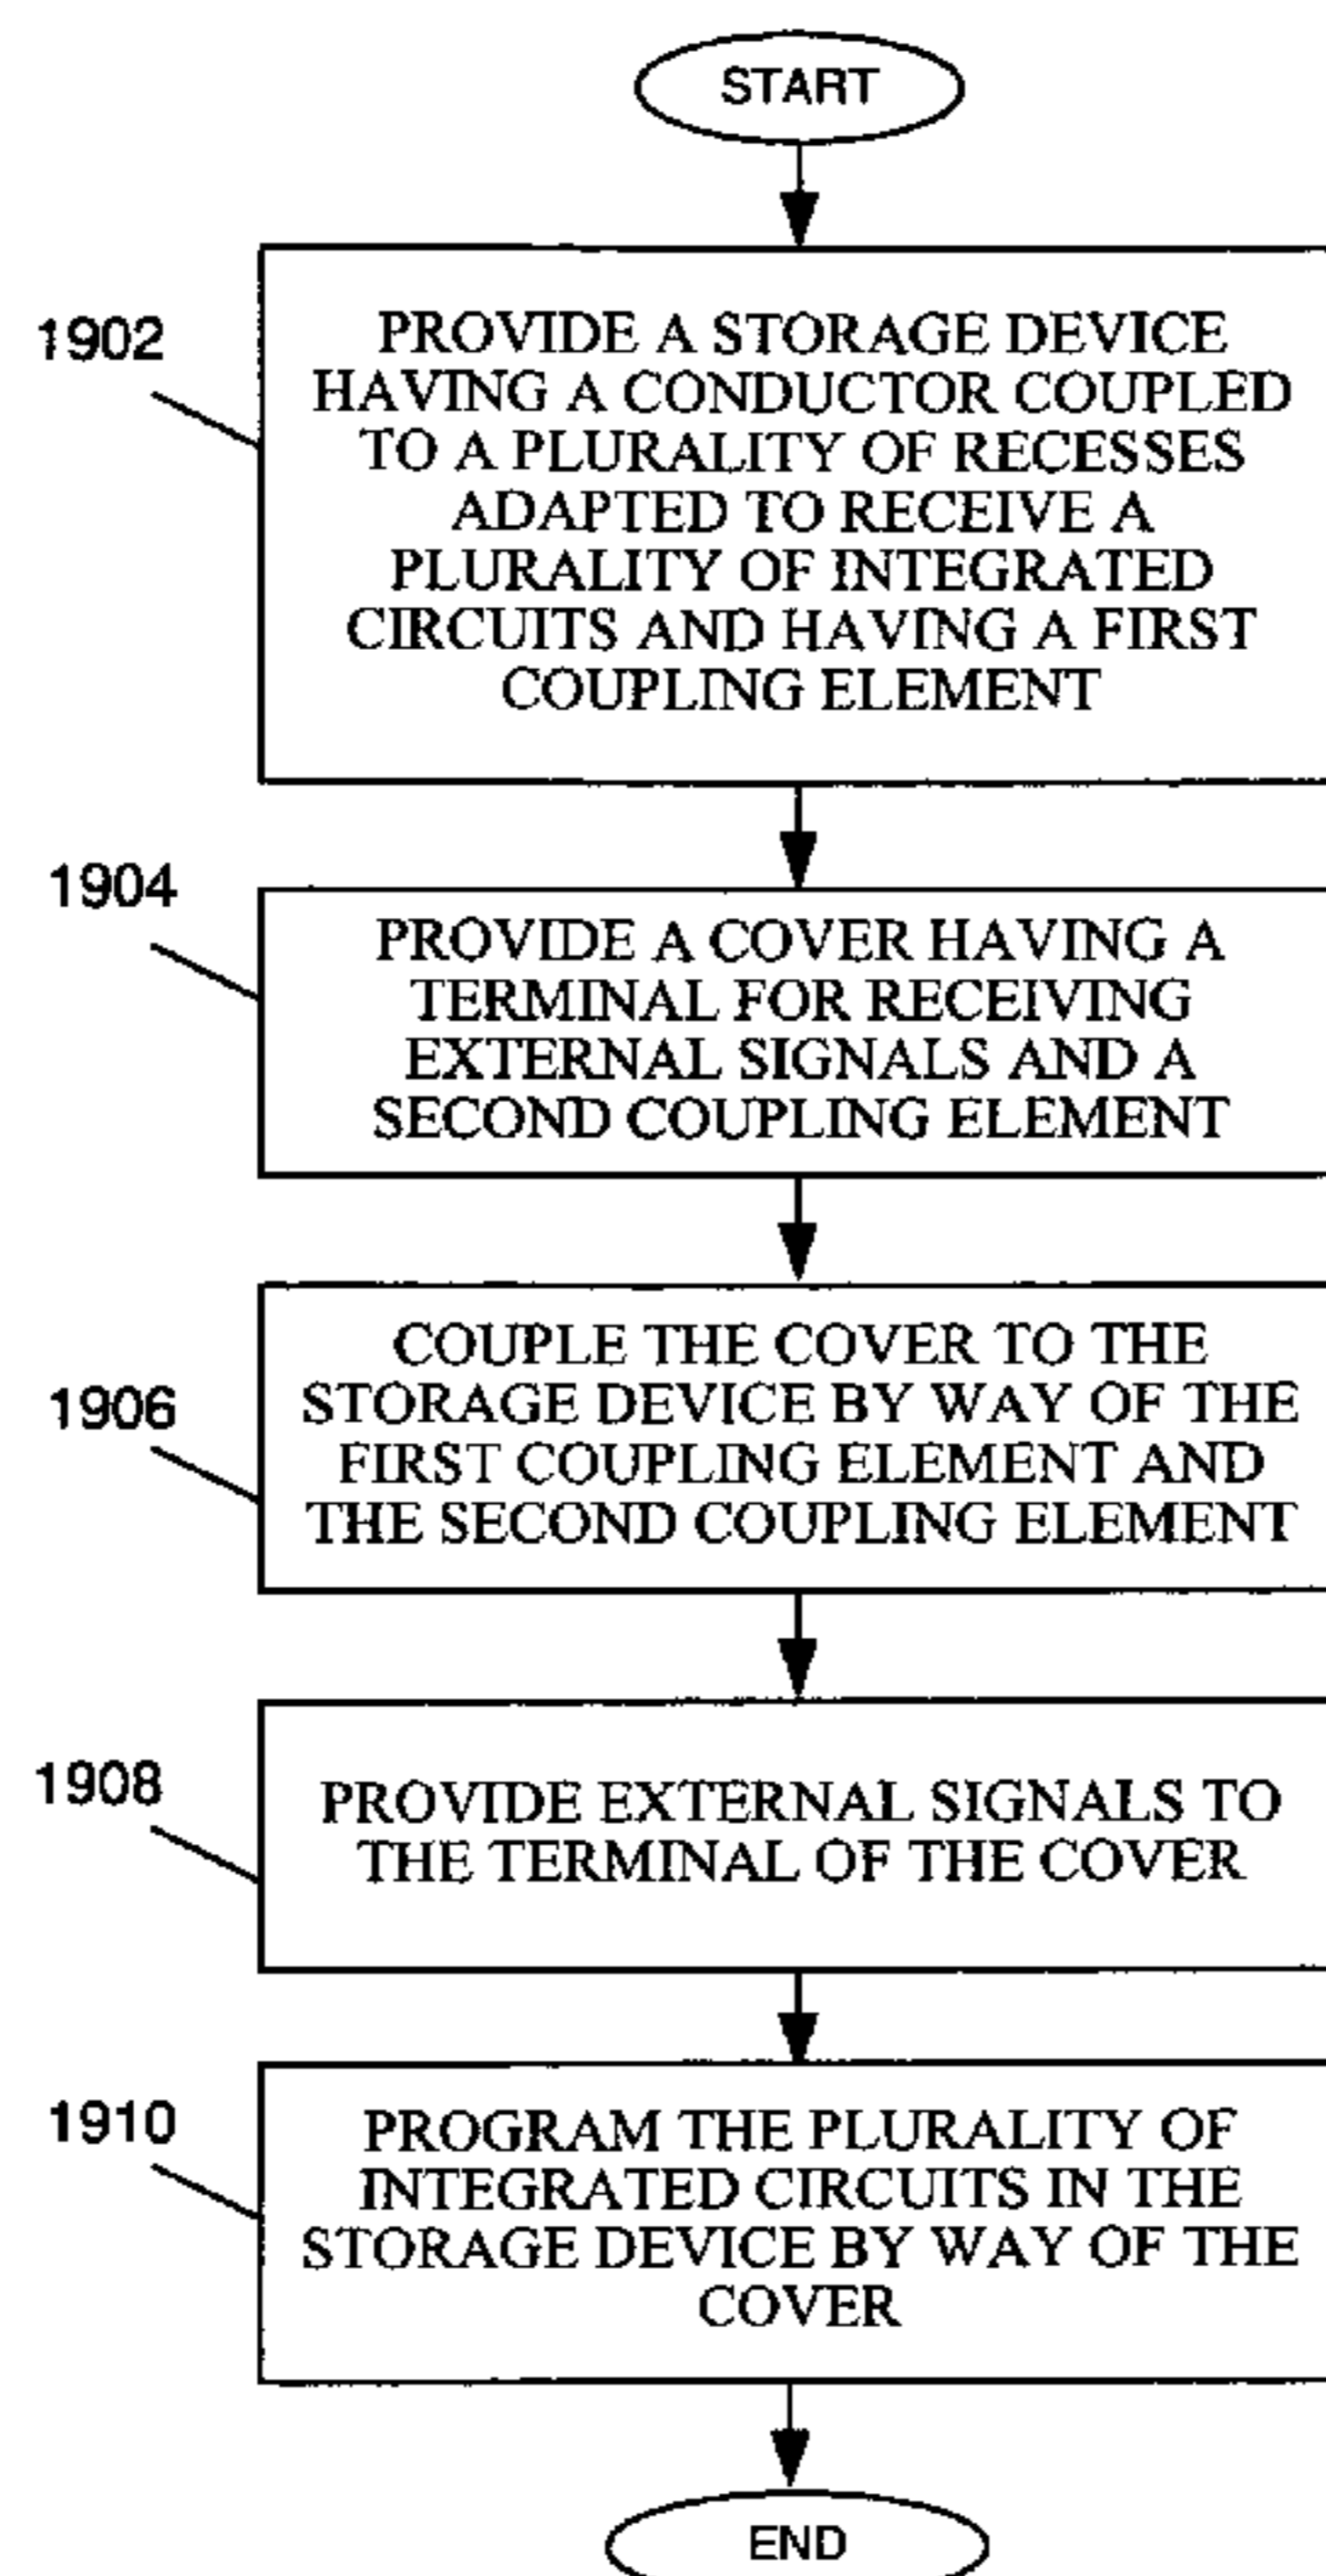 START
1902
PROVIDE A STORAGE DEVICE
HAVING A CONDUCTOR COUPLED
TO A PLURALITY OF RECESSES
ADAPTED TO RECEIVE A
PLURALITY OF INTEGRATED
CIRCUITS AND HAVING A FIRST
COUPLING ELEMENT
1904
PROVIDE A COVER HAVING A
TERMINAL FOR RECEIVING
EXTERNAL SIGNALS AND A
SECOND COUPLING ELEMENT
1906
COUPLE THE COVER TO THE
STORAGE DEVICE BY WAY OF THE
FIRST COUPLING ELEMENT AND
THE SECOND COUPLING ELEMENT
1908
PROVIDE EXTERNAL SIGNALS TO
THE TERMINAL OF THE COVER
1910
PROGRAM THE PLURALITY OF
INTEGRATED CIRCUITS IN THE
STORAGE DEVICE BY WAY OF THE
COVER
END